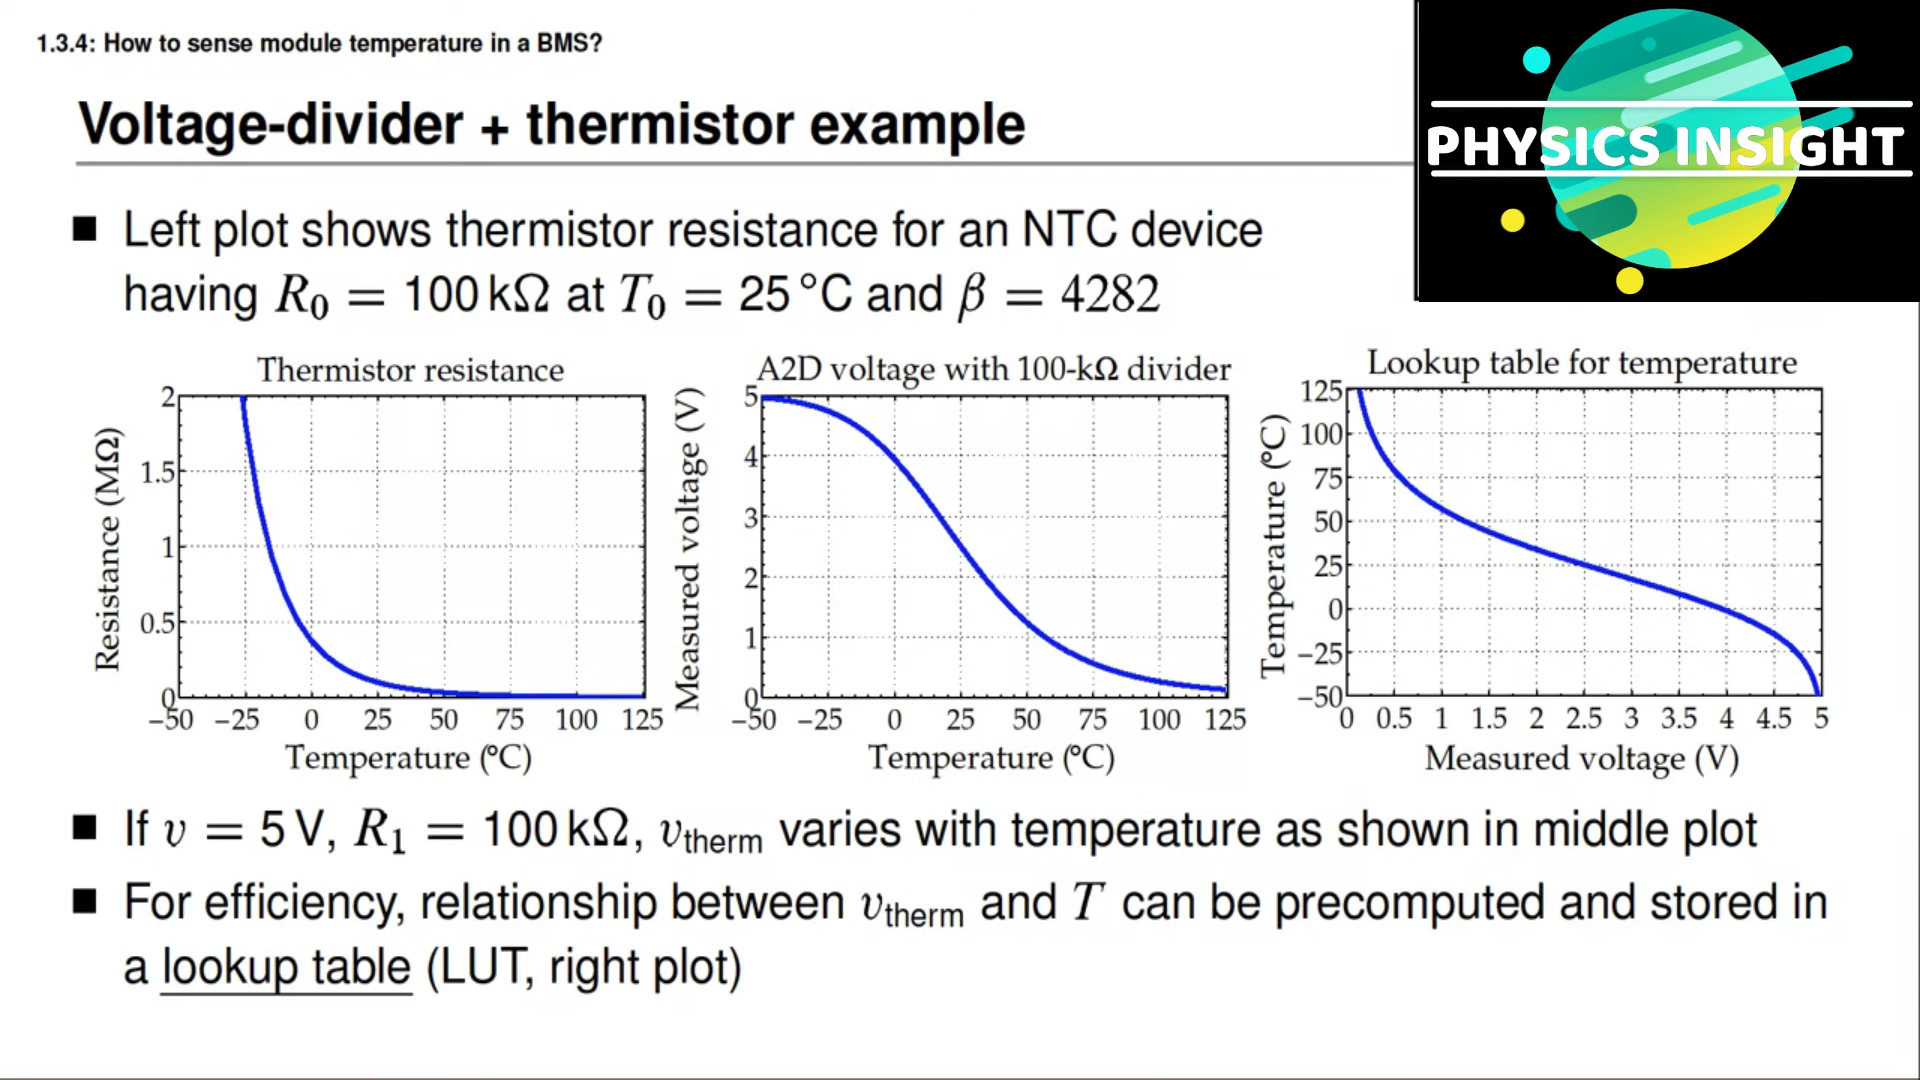 1.3.4: How to sense module temperature in a BMS?
PHYSICS INSIGHT
Voltage-divider + thermistor example
■ Left plot shows thermistor resistance for an NTC device
having R₀ = 100 kΩ at T₀ = 25 °C and β = 4282
Thermistor resistance
Resistance (MΩ)
2
1.5
1
0.5
0
−50 −25 0 25 50 75 100 125
Temperature (°C)
A2D voltage with 100-kΩ divider
Measured voltage (V)
5
4
3
2
1
0
−50 −25 0 25 50 75 100 125
Temperature (°C)
Lookup table for temperature
Temperature (°C)
125
100
75
50
25
0
−25
−50
0 0.5 1 1.5 2 2.5 3 3.5 4 4.5 5
Measured voltage (V)
■ If v = 5 V, R₁ = 100 kΩ, v_therm varies with temperature as shown in middle plot
■ For efficiency, relationship between v_therm and T can be precomputed and stored in
a lookup table (LUT, right plot)